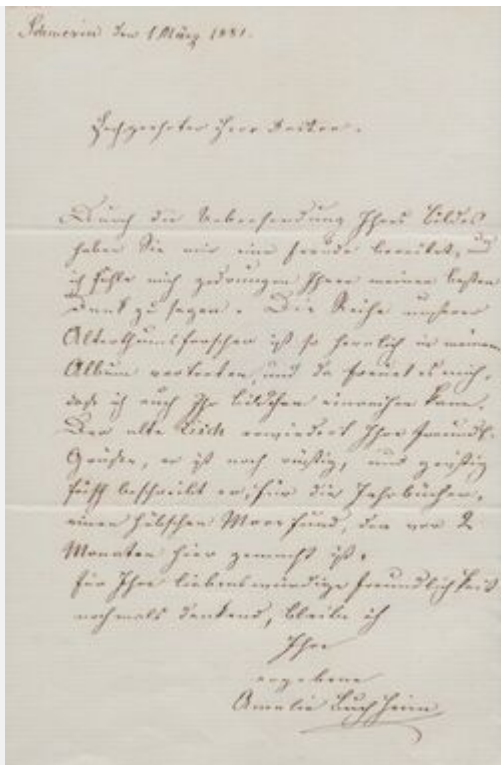 Schwerin den 1 März 1881.
Hochgeehrter Herr Doktor.
Durch die Uebersendung Ihres Bildes
haben Sie mir eine Freude bereitet, und
ich fühle mich gedrungen Ihnen meinen besten
Dank zu sagen. Die Reihe unserer
Alterthumsforscher ist so herrlich in meinem
Album vertreten, und da freuet es mich,
daß ich auch Ihr Bildchen einreihen kann.
Der alte Lisch erwiedert Ihre freundl.
Grüße, er ist noch rüstig, und geistig
frisch beschreibt er, für die Jahrbücher,
einen hübschen Moorfund, der vor 2
Monaten hier gemacht ist.
Für Ihre liebenswürdige Freundlichkeit
nochmals dankend, bleibe ich
Ihre
ergebene
Amalie Buchheim